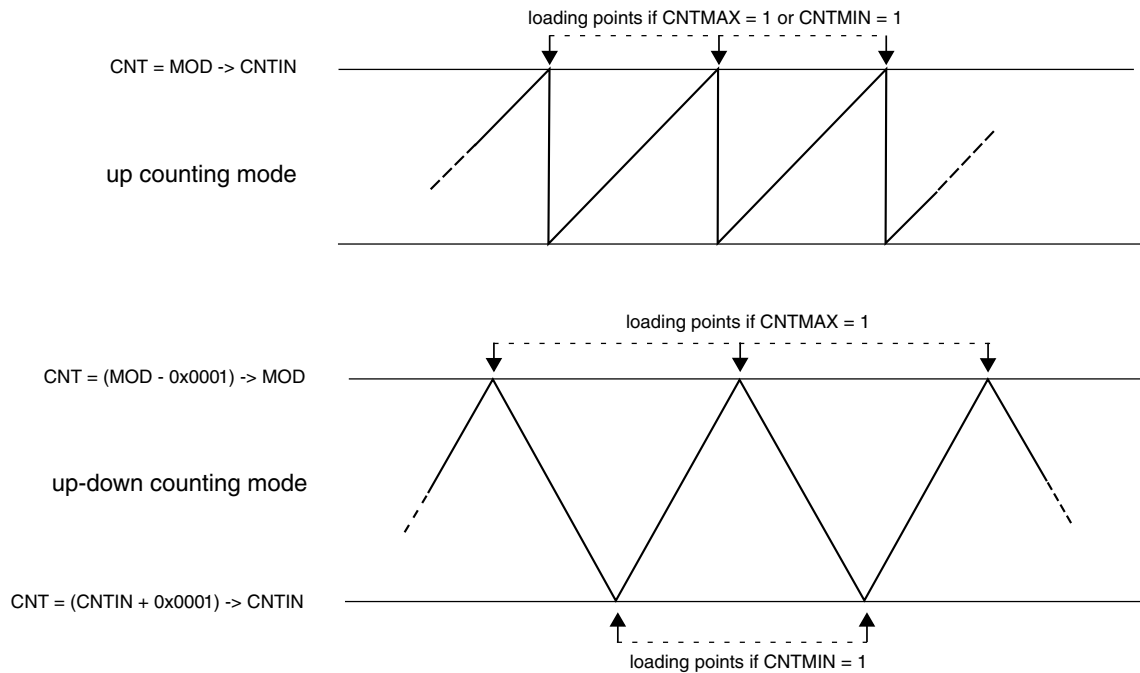 loading points if CNTMAX = 1 or CNTMIN = 1
CNT = MOD -> CNTIN
up counting mode
loading points if CNTMAX = 1
CNT = (MOD - 0x0001) -> MOD
up-down counting mode
CNT = (CNTIN + 0x0001) -> CNTIN
loading points if CNTMIN = 1